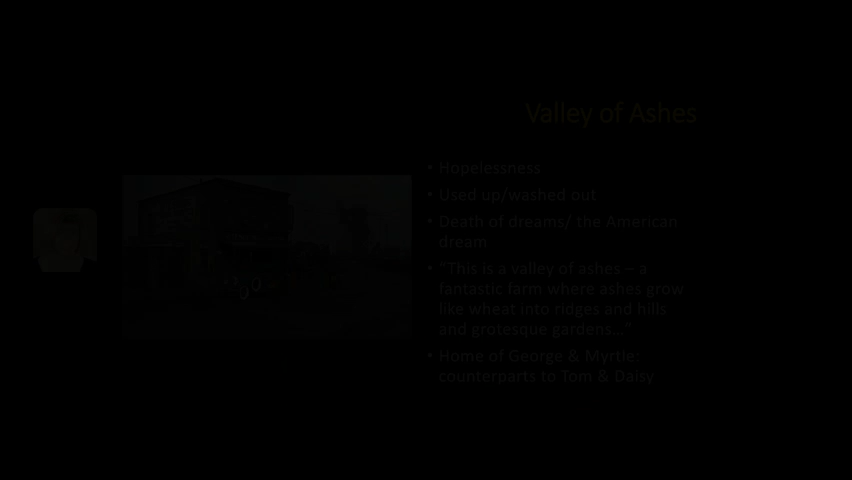 Valley of Ashes
• Hopelessness
• Used up/washed out
• Death of dreams/ the American
dream
• “This is a valley of ashes – a
fantastic farm where ashes grow
like wheat into ridges and hills
and grotesque gardens…”
• Home of George & Myrtle:
counterparts to Tom & Daisy